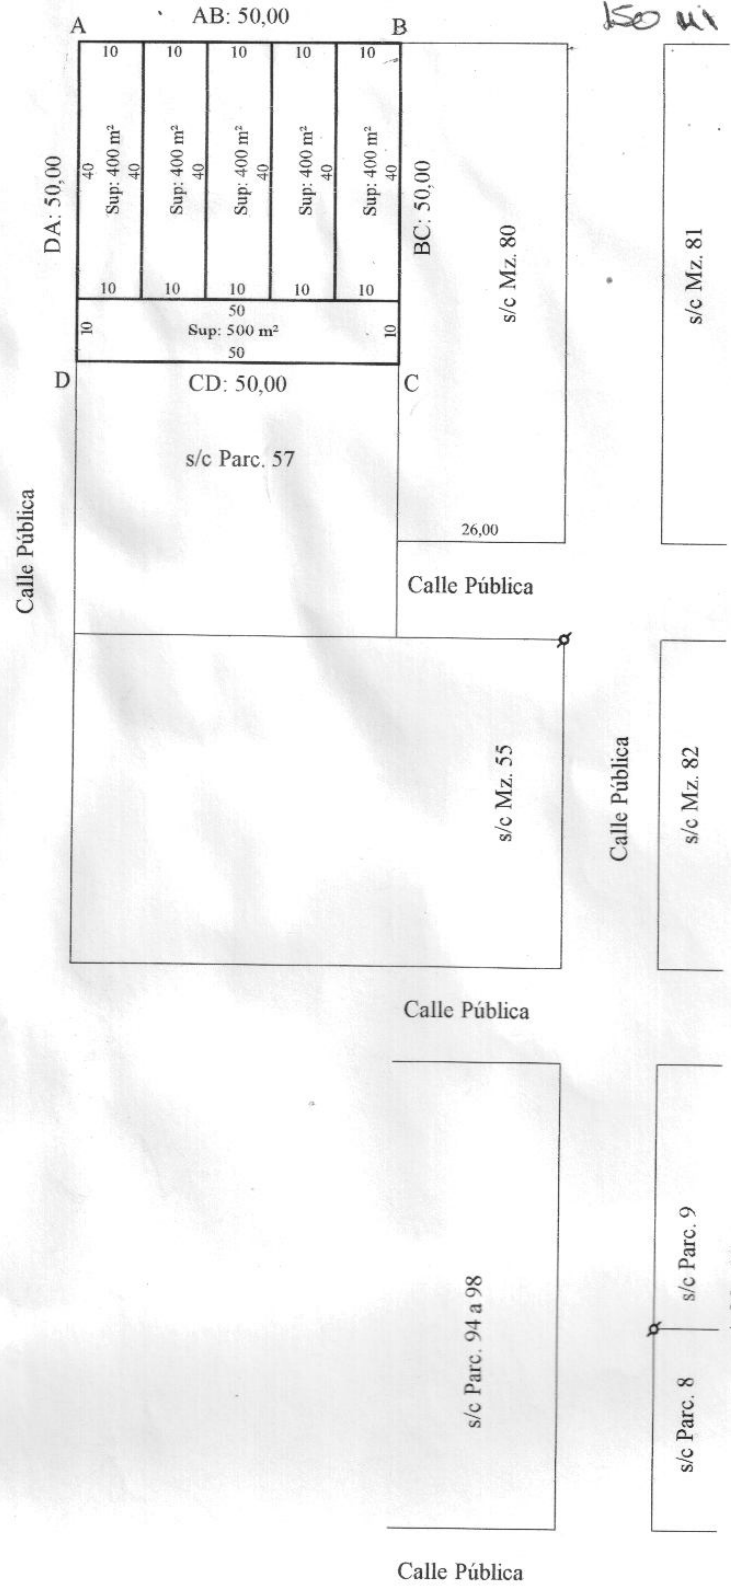 AB: 50,00
150 m
A
B
10 10 10 10 10
DA: 50,00
40
Sup: 400 m²
40
Sup: 400 m²
40
Sup: 400 m²
40
Sup: 400 m²
40
Sup: 400 m²
40
BC: 50,00
s/c Mz. 80
s/c Mz. 81
10 10 10 10 10
50
10
Sup: 500 m²
10
50
D
CD: 50,00
C
s/c Parc. 57
Calle Pública
26,00
Calle Pública
s/c Mz. 55
Calle Pública
s/c Mz. 82
Calle Pública
s/c Parc. 94 a 98
s/c Parc. 9
s/c Parc. 8
Calle Pública